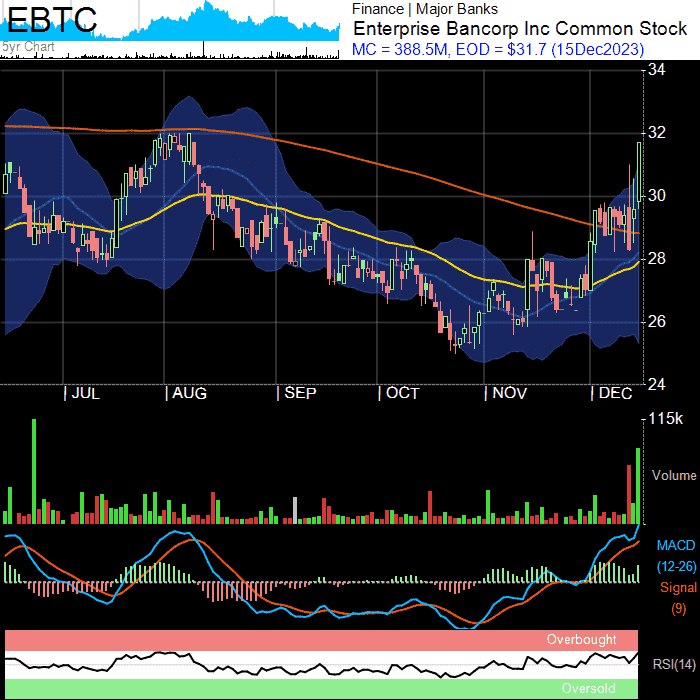 EBTC
5yr Chart
Finance | Major Banks
Enterprise Bancorp Inc Common Stock
MC = 388.5M, EOD = $31.7 (15Dec2023)
34
32
30
28
26
24
| JUL | AUG | SEP | OCT | NOV | DEC
115k
Volume
MACD
(12-26)
Signal
(9)
Overbought
RSI(14)
Oversold